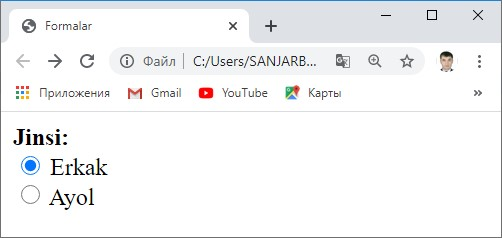 Formalar
Файл | C:/Users/SANJARB...
Приложения Gmail YouTube Карты »
Jinsi:
Erkak
Ayol